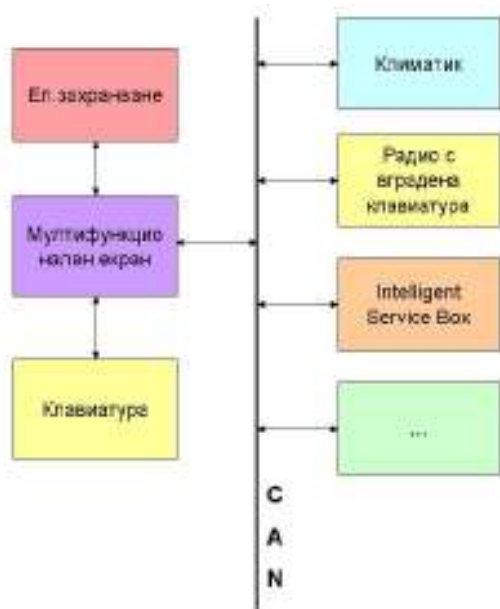 Ел.захранване
Мултифункцио
нален екран
Клавиатура
Климатик
Радио с
вградена
клавиатура
Intelligent
Service Box
...
C
A
N